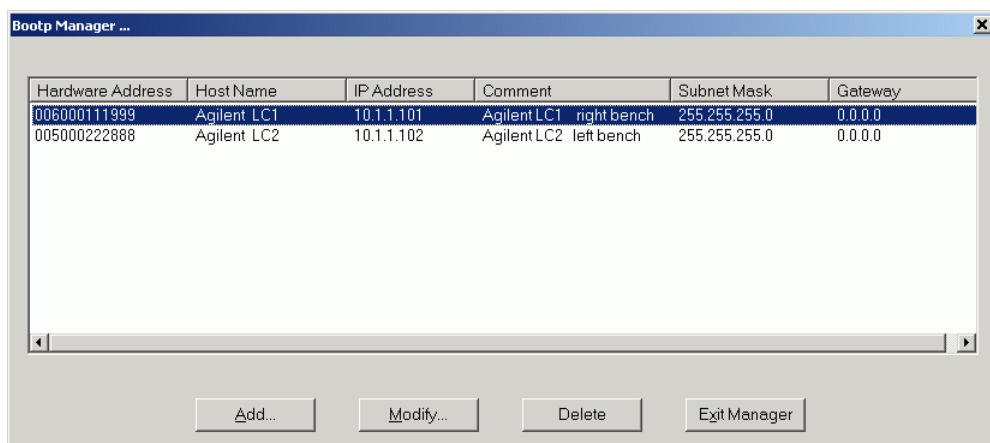 Bootp Manager ...
Hardware Address Host Name IP Address Comment Subnet Mask Gateway
006000111999 Agilent LC1 10.1.1.101 Agilent LC1 right bench 255.255.255.0 0.0.0.0
005000222888 Agilent LC2 10.1.1.102 Agilent LC2 left bench 255.255.255.0 0.0.0.0
Add... Modify... Delete Exit Manager